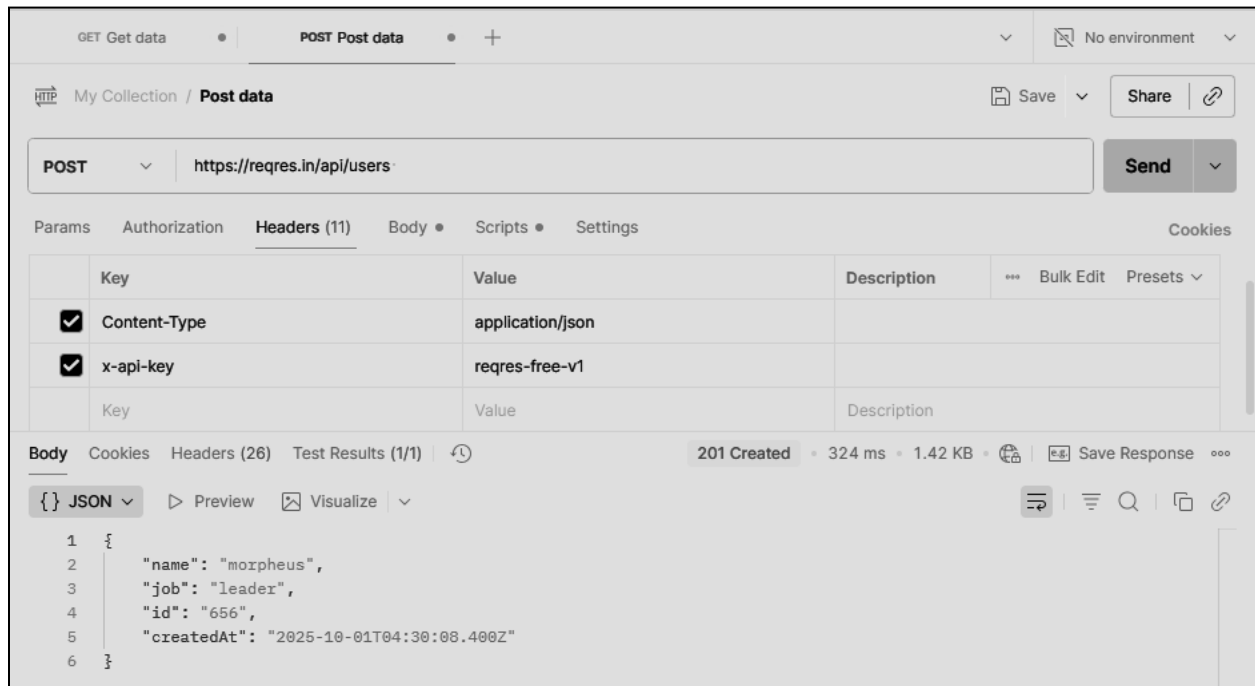 GET Get data POST Post data No environment
HTTP My Collection / Post data Save Share
POST https://reqres.in/api/users Send
Params Authorization Headers (11) Body Scripts Settings Cookies
Key Value Description Bulk Edit Presets
Content-Type application/json
x-api-key reqres-free-v1
Key Value Description
Body Cookies Headers (26) Test Results (1/1) 201 Created 324 ms 1.42 KB e.g. Save Response
{} JSON Preview Visualize
1 {
2 "name": "morpheus",
3 "job": "leader",
4 "id": "656",
5 "createdAt": "2025-10-01T04:30:08.400Z"
6 }